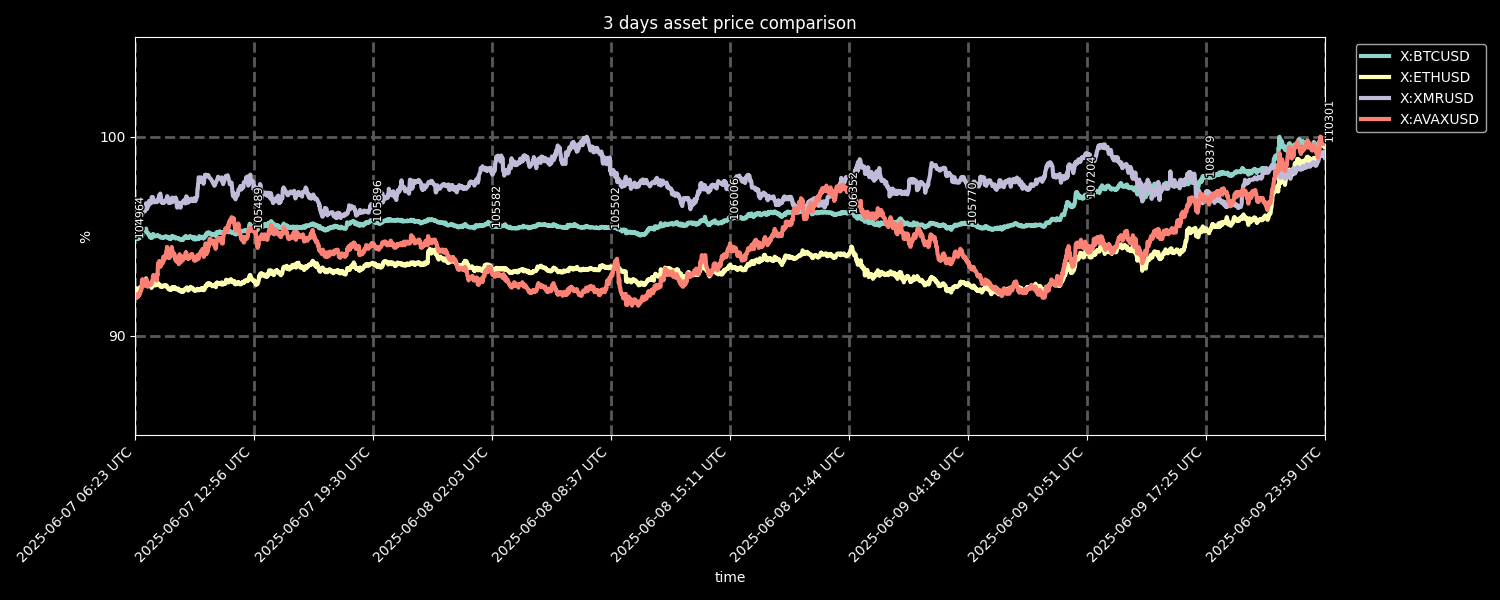 3 days asset price comparison
X:BTCUSD
X:ETHUSD
X:XMRUSD
X:AVAXUSD
100
90
%
104964
105489
105896
105582
105502
106006
106352
105770
107204
108379
110301
2025-06-07 06:23 UTC
2025-06-07 12:56 UTC
2025-06-07 19:30 UTC
2025-06-08 02:03 UTC
2025-06-08 08:37 UTC
2025-06-08 15:11 UTC
2025-06-08 21:44 UTC
2025-06-09 04:18 UTC
2025-06-09 10:51 UTC
2025-06-09 17:25 UTC
2025-06-09 23:59 UTC
time